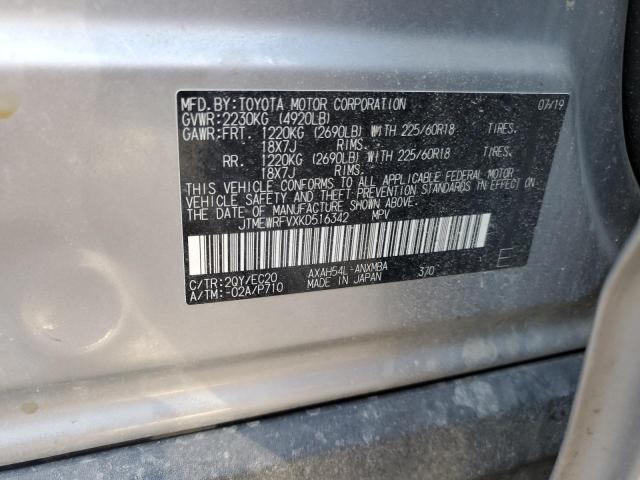 MFD.BY:TOYOTA MOTOR CORPORATION 07/19
GVWR:2230KG (4920LB)
GAWR:FRT. 1220KG (2690LB) WITH 225/60R18 TIRES,
18X7J RIMS.
RR. 1220KG (2690LB) WITH 225/60R18 TIRES,
18X7J RIMS.
THIS VEHICLE CONFORMS TO ALL APPLICABLE FEDERAL MOTOR
VEHICLE SAFETY AND THEFT PREVENTION STANDARDS IN EFFECT ON
THE DATE OF MANUFACTURE SHOWN ABOVE.
JTMEWRFVXKD516342 MPV
C/TR:2QY/EC20 AXAH54L-ANXMBA 370 E
A/TM:-02A/P710 MADE IN JAPAN